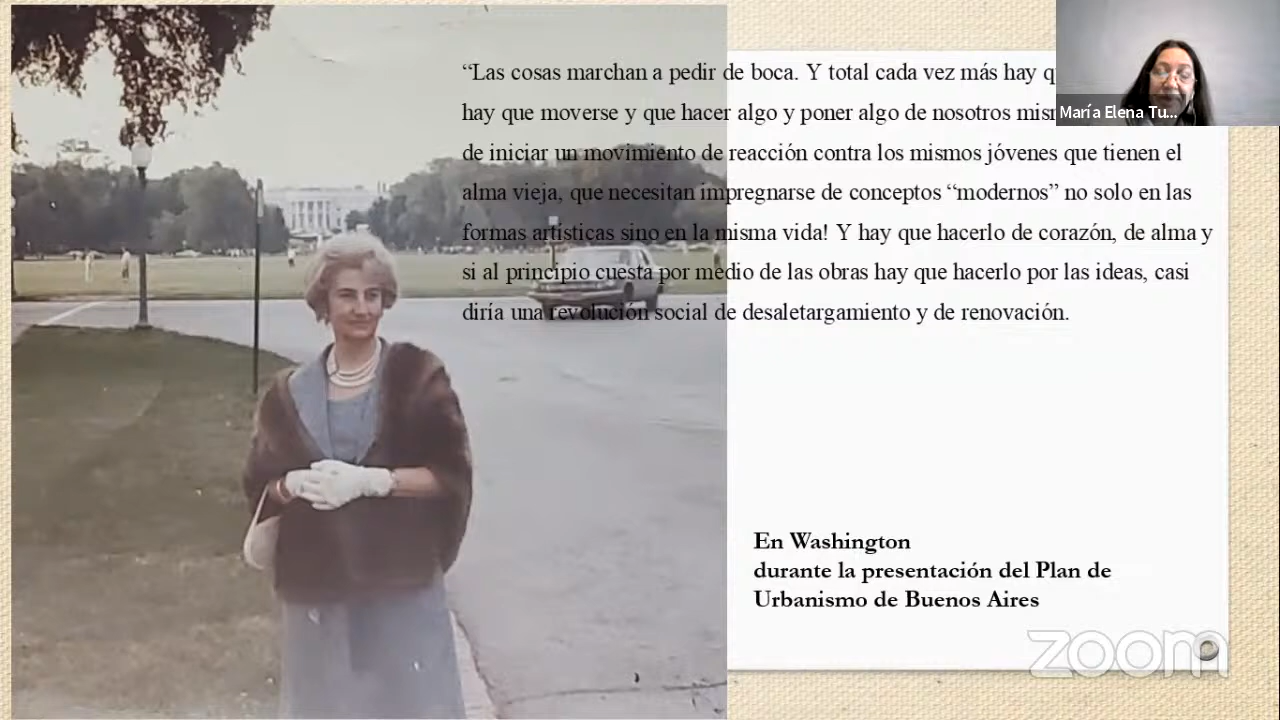 “Las cosas marchan a pedir de boca. Y total cada vez más hay
hay que moverse y que hacer algo y poner algo de nosotros
de iniciar un movimiento de reacción contra los mismos jóvenes que tienen el
alma vieja, que necesitan impregnarse de conceptos “modernos” no solo en las
formas artísticas sino en la misma vida! Y hay que hacerlo de corazón, de alma y
si al principio cuesta por medio de las obras hay que hacerlo por las ideas, casi
diría una revolución social de desaletargamiento y de renovación.
María Elena Tu...
En Washington
durante la presentación del Plan de
Urbanismo de Buenos Aires
zoom